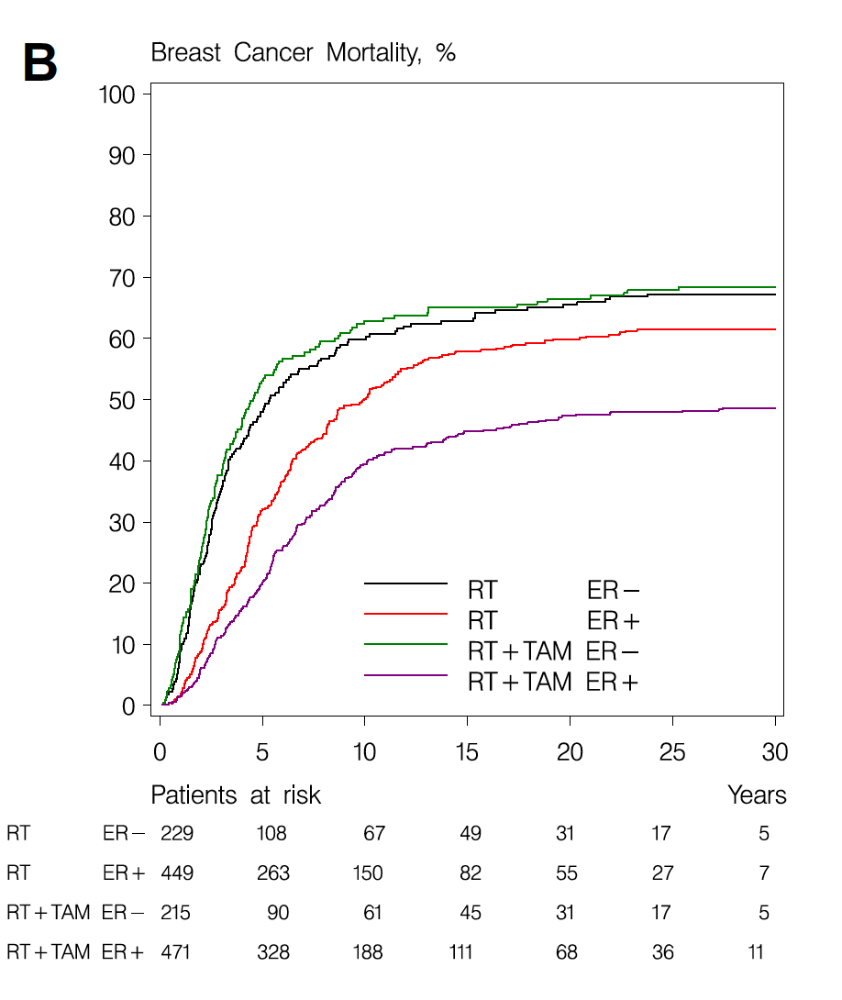 B
Breast Cancer Mortality, %
100
90
80
70
60
50
40
30
20
10
0
RT ER−
RT ER+
RT+TAM ER−
RT+TAM ER+
0 5 10 15 20 25 30
Patients at risk Years
RT ER− 229 108 67 49 31 17 5
RT ER+ 449 263 150 82 55 27 7
RT+TAM ER− 215 90 61 45 31 17 5
RT+TAM ER+ 471 328 188 111 68 36 11